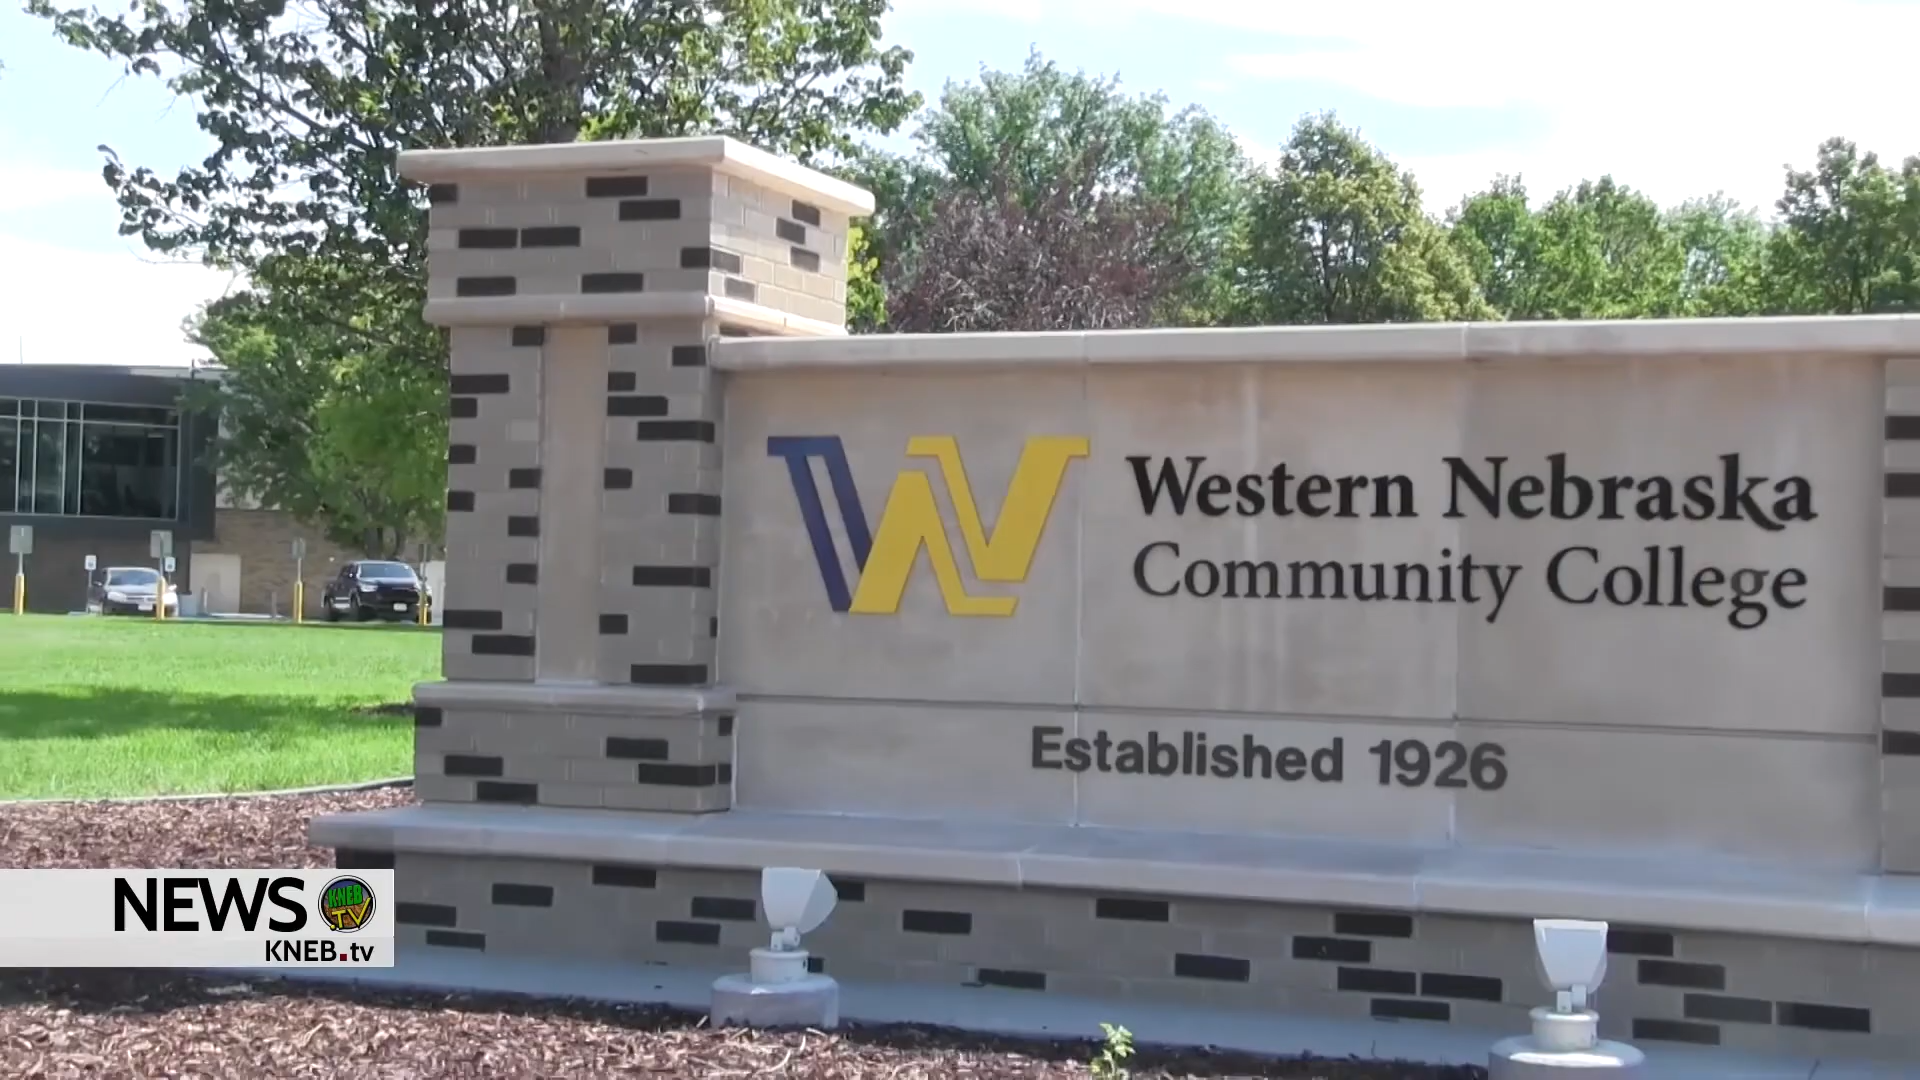 Western Nebraska
Community College
Established 1926
NEWS
KNEB
.TV
KNEB.tv